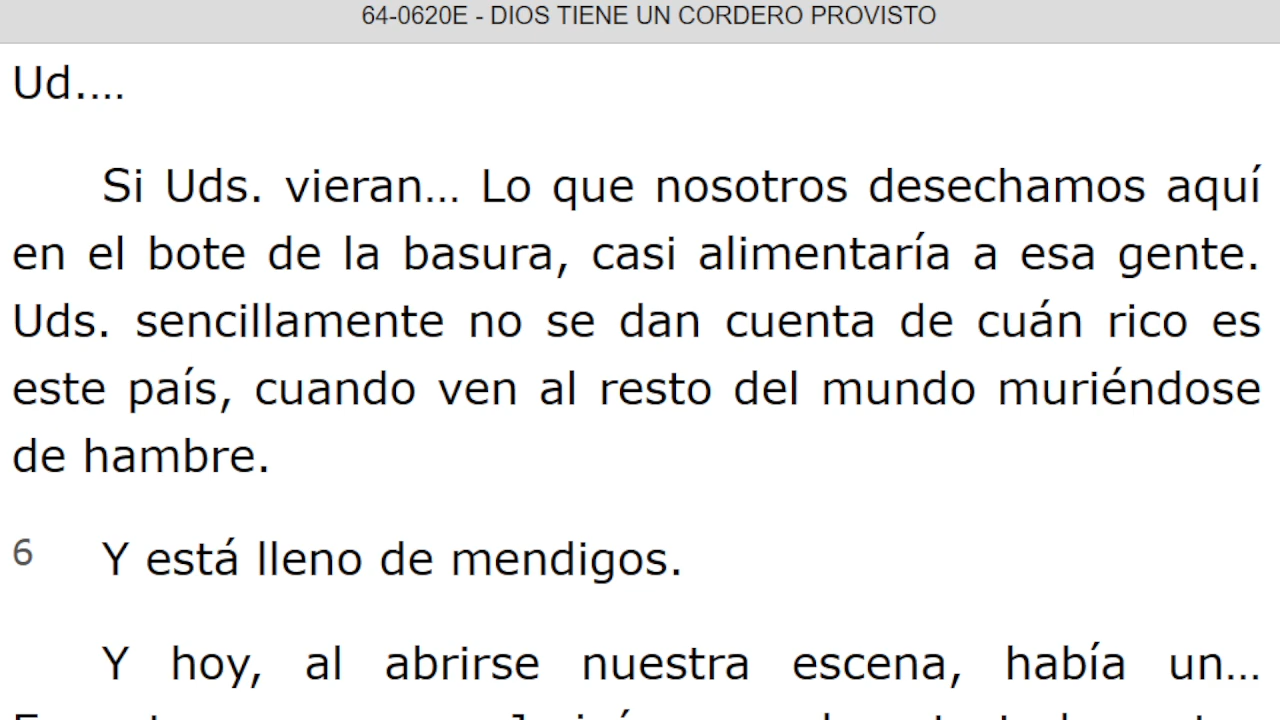 64-0620E - DIOS TIENE UN CORDERO PROVISTO
Ud.…
Si Uds. vieran… Lo que nosotros desechamos aquí
en el bote de la basura, casi alimentaría a esa gente.
Uds. sencillamente no se dan cuenta de cuán rico es
este país, cuando ven al resto del mundo muriéndose
de hambre.
6 Y está lleno de mendigos.
Y hoy, al abrirse nuestra escena, había un…